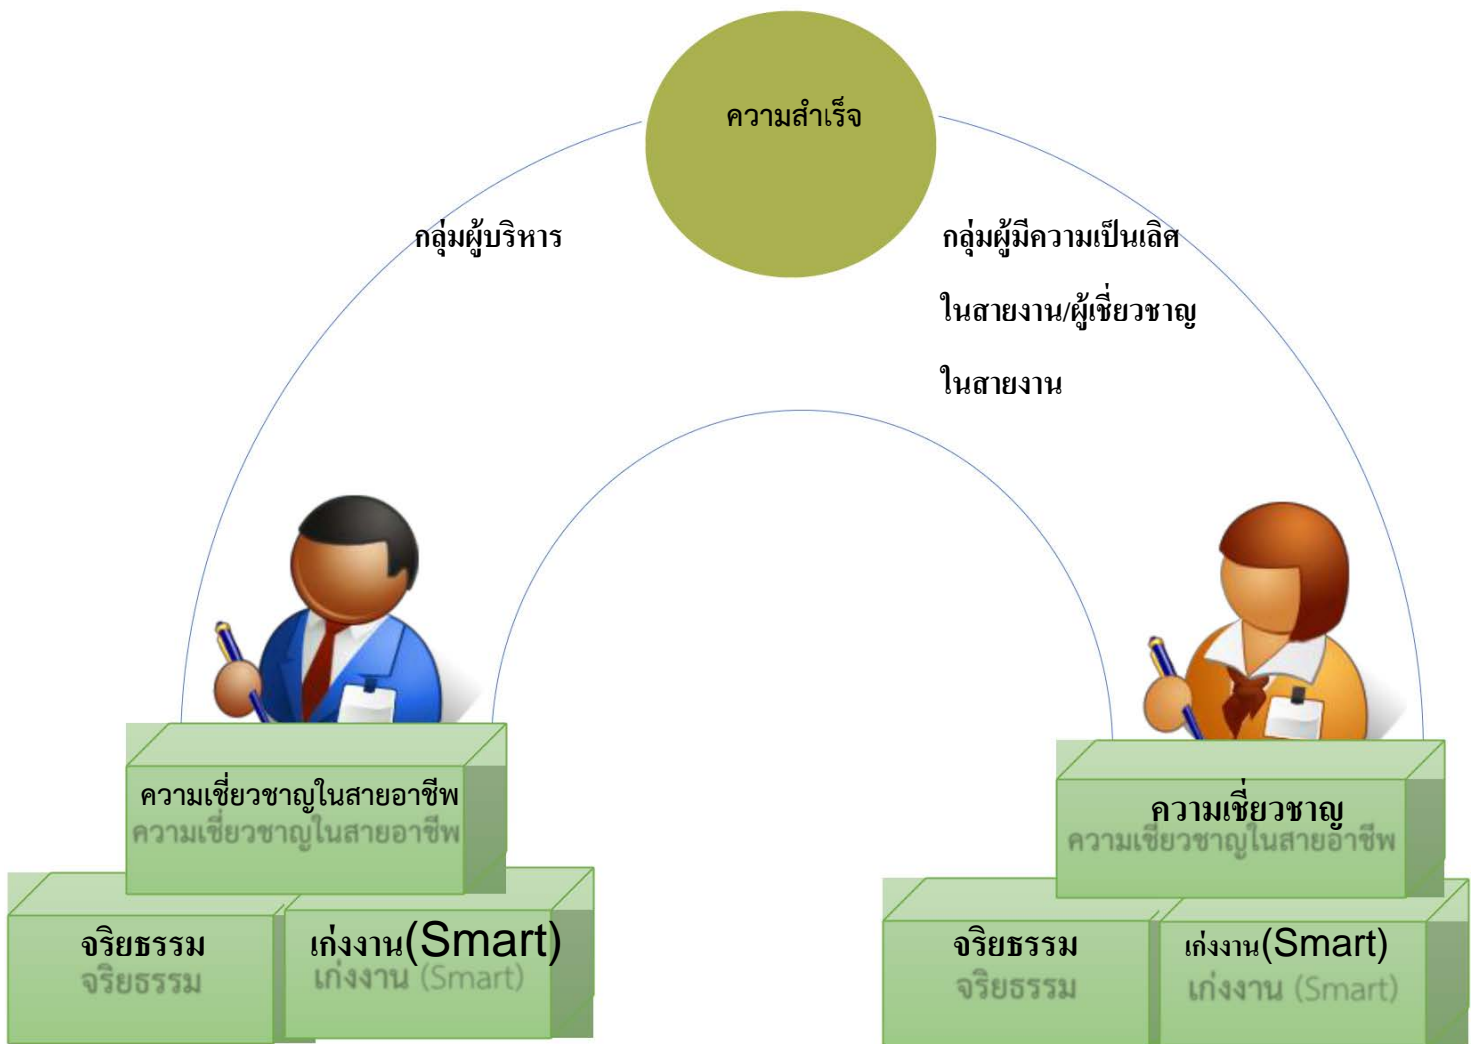 ความสำเร็จ
กลุ่มผู้บริหาร
กลุ่มผู้มีความเป็นเลิศ
ในสายงาน/ผู้เชี่ยวชาญ
ในสายงาน
ความเชี่ยวชาญในสายอาชีพ
ความเชี่ยวชาญในสายอาชีพ
จริยธรรม
จริยธรรม
เก่งงาน(Smart)
เก่งงาน (Smart)
ความเชี่ยวชาญ
ความเชี่ยวชาญในสายอาชีพ
จริยธรรม
จริยธรรม
เก่งงาน(Smart)
เก่งงาน (Smart)